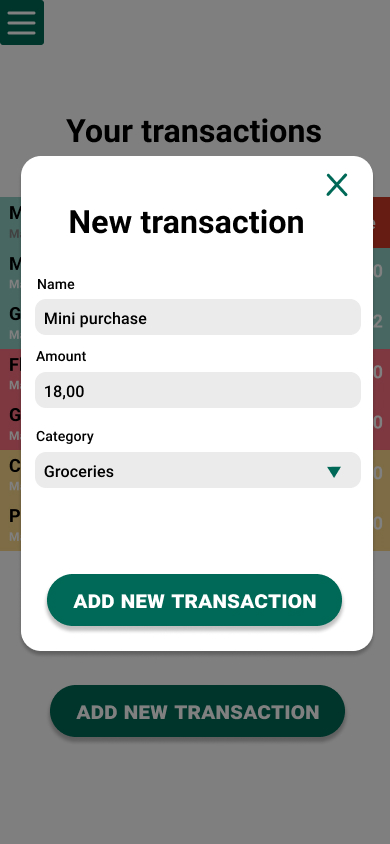 Your transactions
New transaction
Name
Mini purchase
Amount
18,00
Category
Groceries
ADD NEW TRANSACTION
ADD NEW TRANSACTION